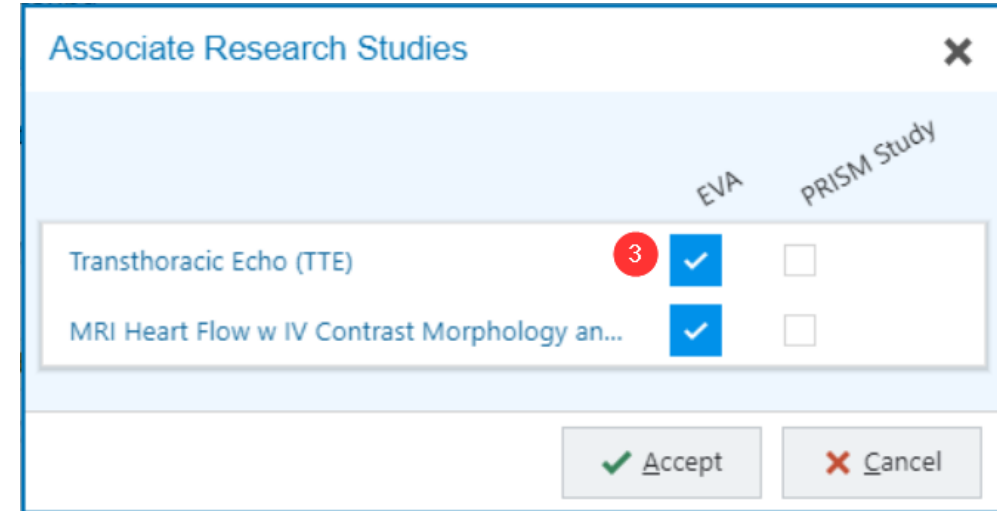 Associate Research Studies
EVA PRISM Study
Transthoracic Echo (TTE) 3
MRI Heart Flow w IV Contrast Morphology an...
Accept Cancel